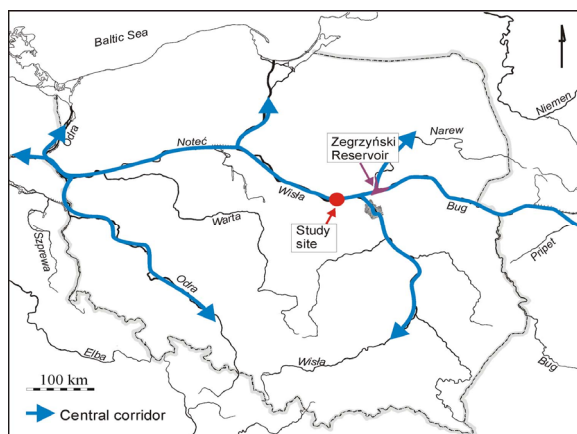 Baltic Sea
Niemen
Odra
Noteć
Zegrzyński
Reservoir
Narew
Wisła
Warta
Study
site
Bug
Pripet
Szprewa
Odra
Elba
Wisła
Bug
100 km
Central corridor